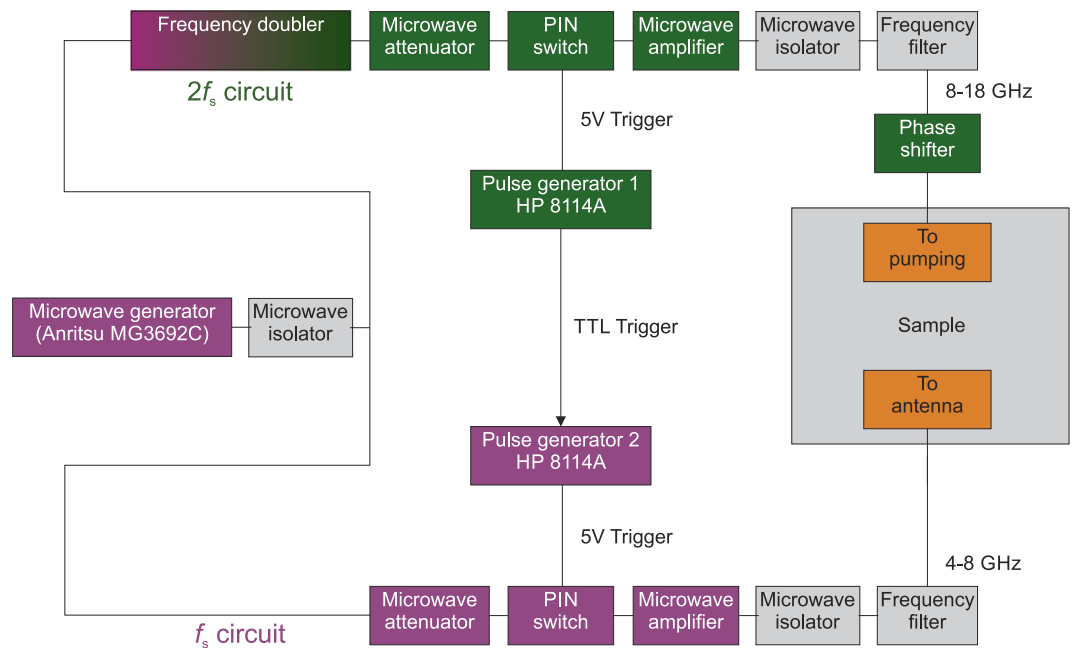 Frequency doubler
Microwave
attenuator
PIN
switch
Microwave
amplifier
Microwave
isolator
Frequency
filter
2fs circuit
8-18 GHz
5V Trigger
Phase
shifter
Pulse generator 1
HP 8114A
To
pumping
Microwave generator
(Anritsu MG3692C)
Microwave
isolator
TTL Trigger
Sample
To
antenna
Pulse generator 2
HP 8114A
5V Trigger
4-8 GHz
fs circuit
Microwave
attenuator
PIN
switch
Microwave
amplifier
Microwave
isolator
Frequency
filter